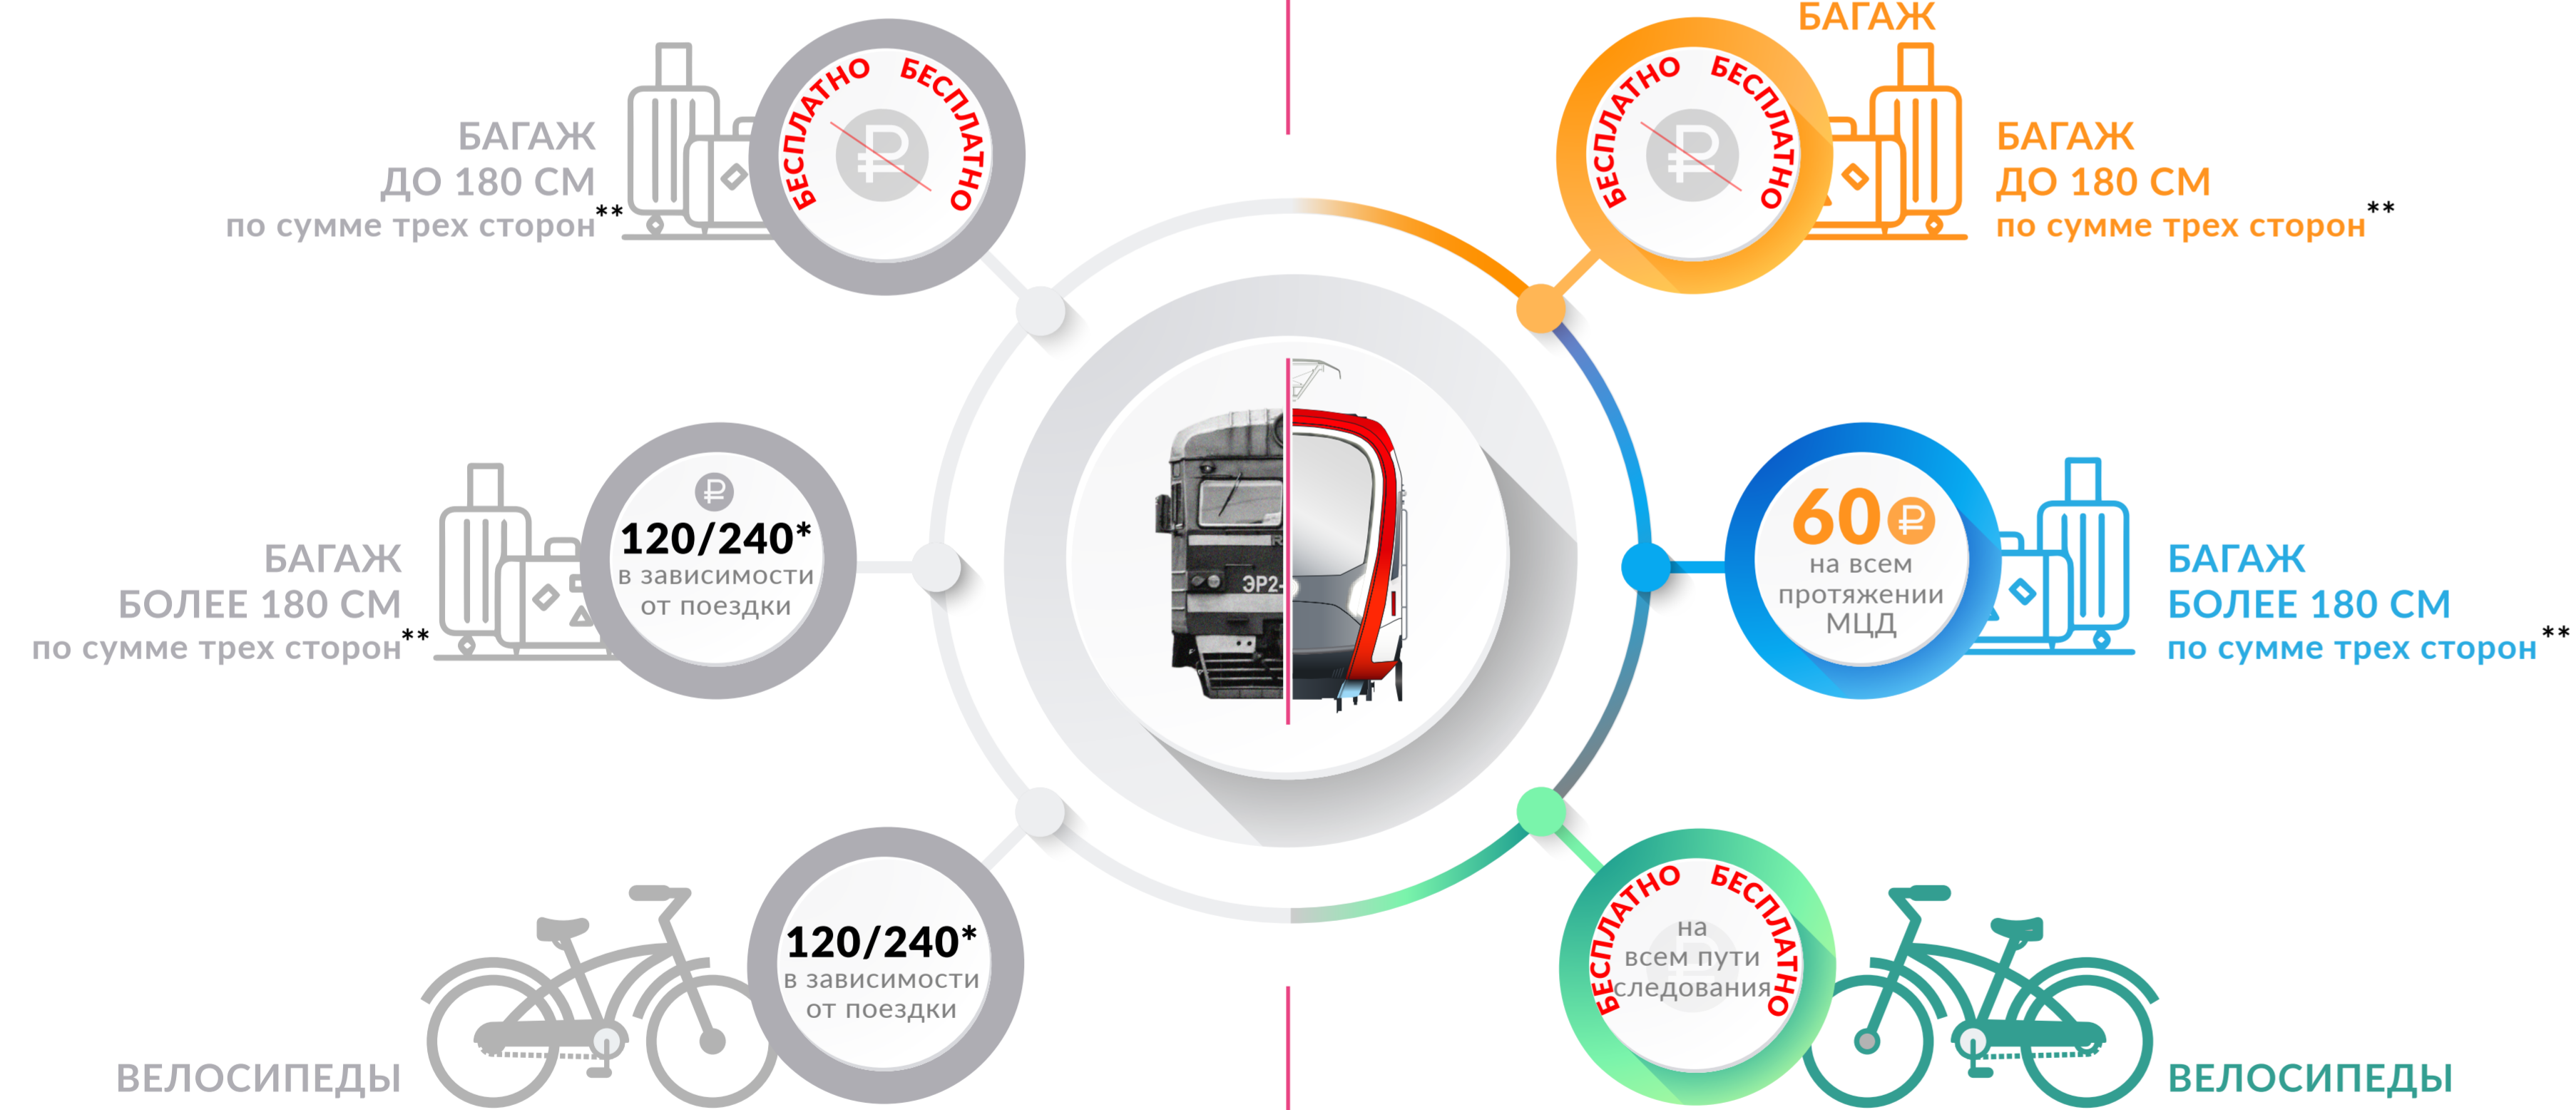 БАГАЖ
ДО 180 СМ
по сумме трех сторон**
БЕСПЛАТНО БЕСПЛАТНО
₽
БАГАЖ
БОЛЕЕ 180 СМ
по сумме трех сторон**
₽
120/240*
в зависимости
от поездки
ВЕЛОСИПЕДЫ
120/240*
в зависимости
от поездки
ЭР2-
БАГАЖ
БЕСПЛАТНО БЕСПЛАТНО
₽
БАГАЖ
ДО 180 СМ
по сумме трех сторон**
60 ₽
на всем
протяжении
МЦД
БАГАЖ
БОЛЕЕ 180 СМ
по сумме трех сторон**
БЕСПЛАТНО БЕСПЛАТНО
на
всем пути
следования
ВЕЛОСИПЕДЫ